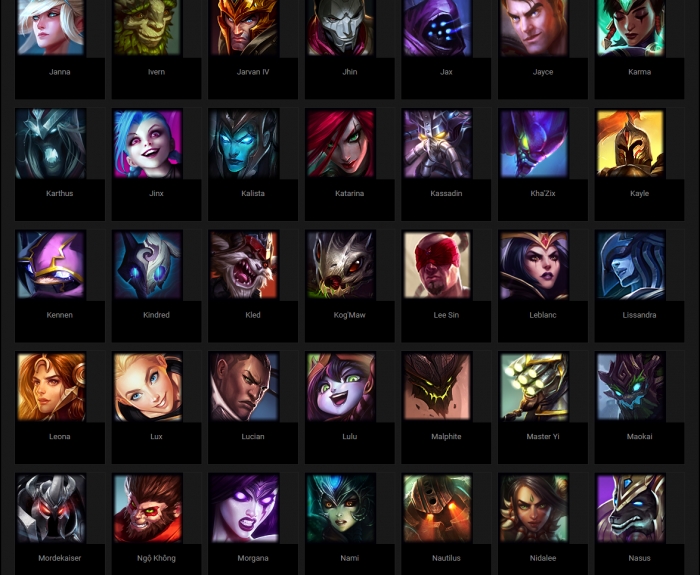 Janna
Ivern
Jarvan IV
Jhin
Jax
Jayce
Karma
Karthus
Jinx
Kalista
Katarina
Kassadin
Kha'Zix
Kayle
Kennen
Kindred
Kled
Kog'Maw
Lee Sin
Leblanc
Lissandra
Leona
Lux
Lucian
Lulu
Malphite
Master Yi
Maokai
Mordekaiser
Ngộ Không
Morgana
Nami
Nautilus
Nidalee
Nasus